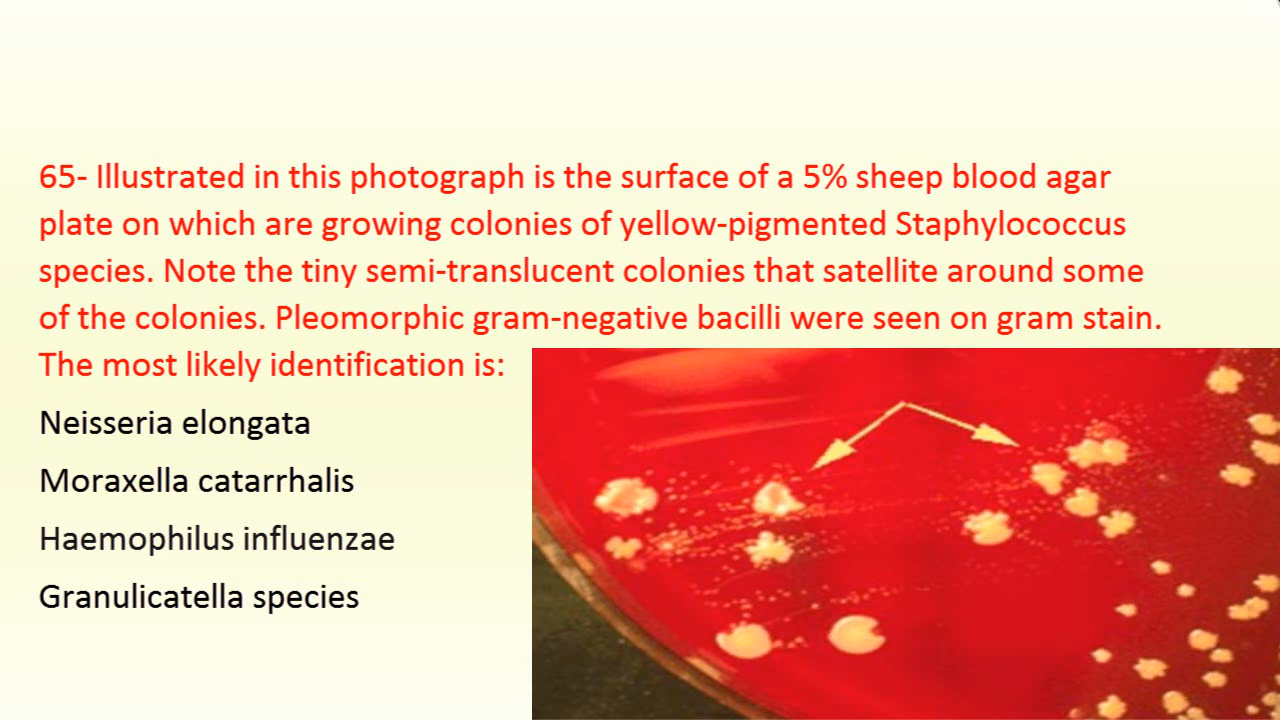 65- Illustrated in this photograph is the surface of a 5% sheep blood agar
plate on which are growing colonies of yellow-pigmented Staphylococcus
species. Note the tiny semi-translucent colonies that satellite around some
of the colonies. Pleomorphic gram-negative bacilli were seen on gram stain.
The most likely identification is:
Neisseria elongata
Moraxella catarrhalis
Haemophilus influenzae
Granulicatella species